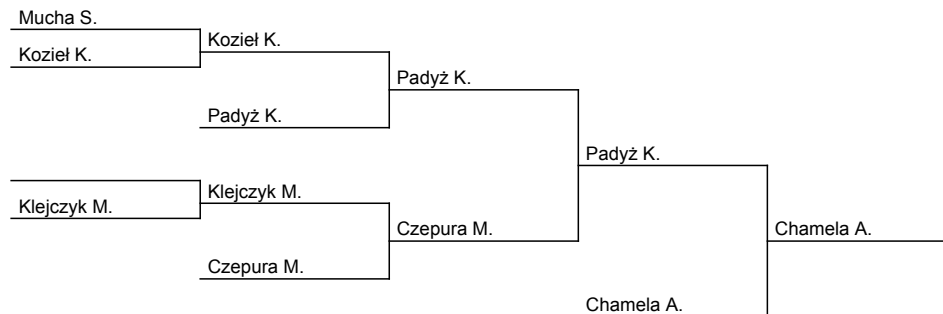 Mucha S.
Kozieł K.
Kozieł K.
Padyż K.
Padyż K.
Padyż K.
Klejczyk M.
Klejczyk M.
Czepura M.
Chamela A.
Czepura M.
Chamela A.